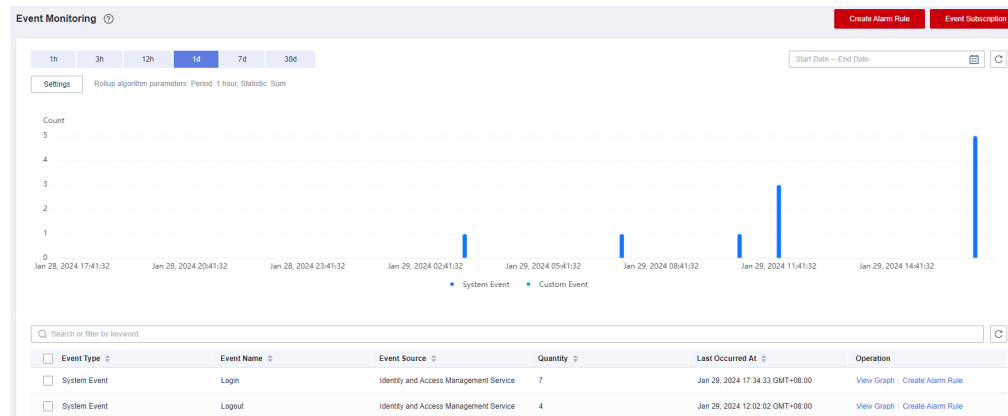 Event Monitoring
Create Alarm Rule Event Subscription
1h 3h 12h 1d 7d 30d Start Date – End Date
Settings Rollup algorithm parameters: Period: 1 hour, Statistic: Sum
Count
5
4
3
2
1
0
Jan 28, 2024 17:41:32 Jan 28, 2024 20:41:32 Jan 28, 2024 23:41:32 Jan 29, 2024 02:41:32 Jan 29, 2024 05:41:32 Jan 29, 2024 08:41:32 Jan 29, 2024 11:41:32 Jan 29, 2024 14:41:32
System Event Custom Event
Search or filter by keyword.
Event Type Event Name Event Source Quantity Last Occurred At Operation
System Event Login Identity and Access Management Service 7 Jan 29, 2024 17:34:33 GMT+08:00 View Graph | Create Alarm Rule
System Event Logout Identity and Access Management Service 4 Jan 29, 2024 12:02:02 GMT+08:00 View Graph | Create Alarm Rule